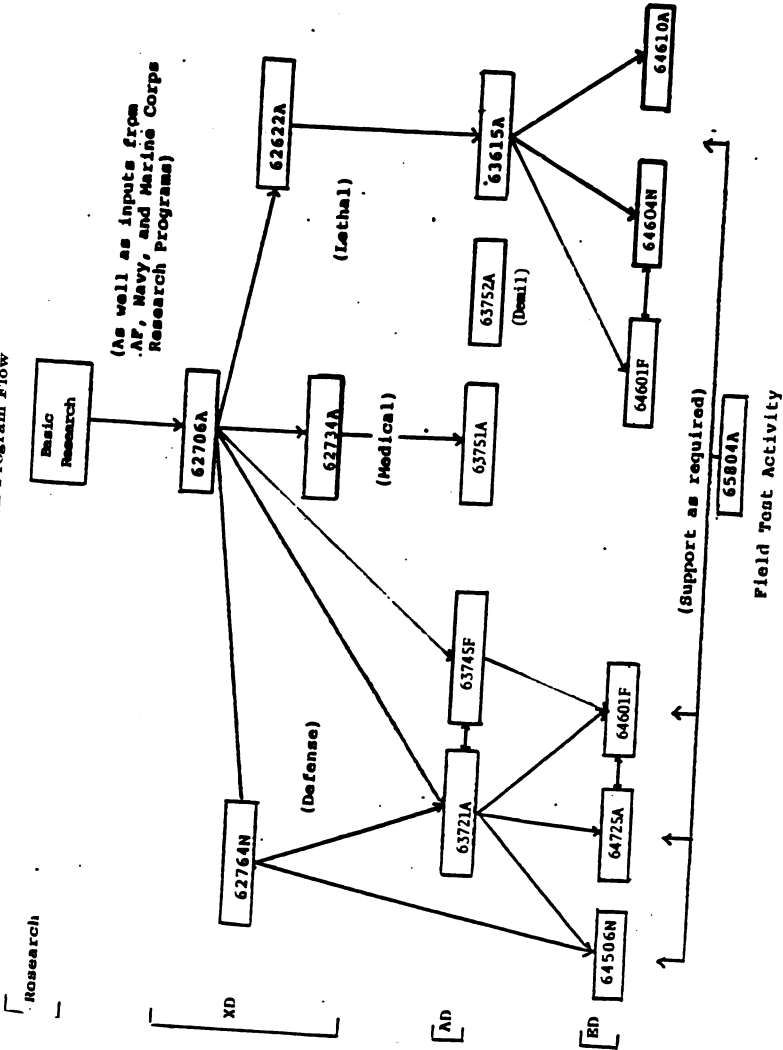 Program Flow
Research
Basic
Research
(As well as inputs from
AF, Navy, and Marine Corps
Research Programs)
XD
62706A
62764N
62734A
62622A
(Defense)
(Medical)
(Lethal)
AD
63721A
63745F
63751A
63752A
(Demil)
63615A
ED
64506N
64725A
64601F
64601F
64604N
64610A
(Support as required)
65804A
Field Test Activity